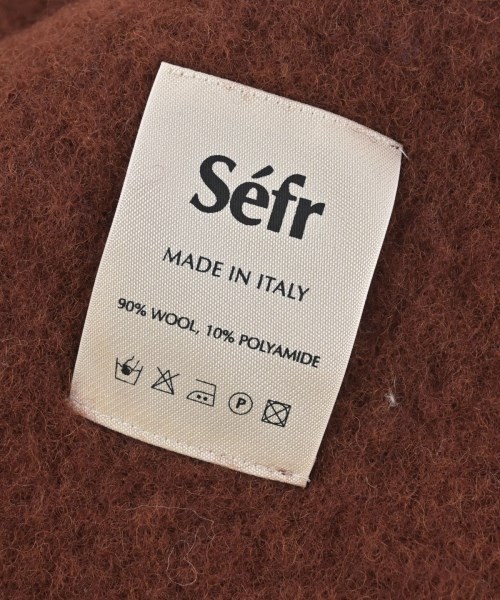 Séfr
MADE IN ITALY
90% WOOL, 10% POLYAMIDE
P